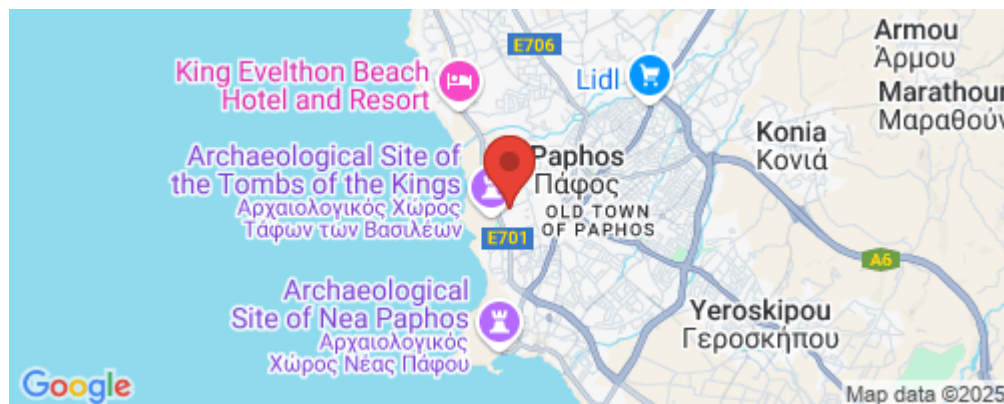 Armou
Άρμου
E706
King Evelthon Beach
Hotel and Resort
Lidl
Konia
Κονιά
Archaeological Site of
the Tombs of the Kings
Αρχαιολογικός Χώρος
Τάφων των Βασιλέων
Paphos
Πάφος
OLD TOWN
OF PAPHOS
E701
A6
Archaeological
Site of Nea Paphos
Αρχαιολογικός
Χώρος Νέας Πάφου
Yeroskipou
Γεροσκήπου
Google
Map data ©2025